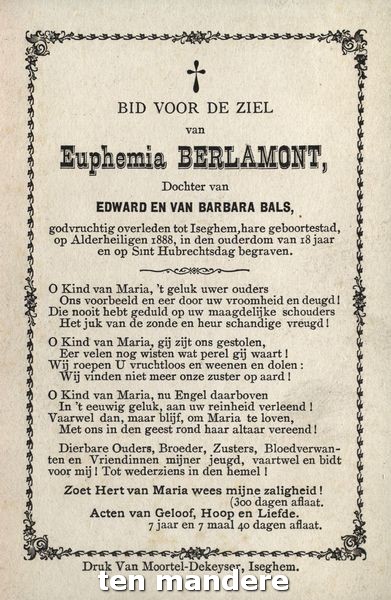 BID VOOR DE ZIEL
van
Euphemia BERLAMONT,
Dochter van
EDWARD EN VAN BARBARA BALS,
godvruchtig overleden tot Iseghem, hare geboortestad,
op Alderheiligen 1888, in den ouderdom van 18 jaar
en op Sint Hubrechtsdag begraven.
O Kind van Maria, 't geluk uwer ouders
Ons voorbeeld en eer door uw vroomheid en deugd!
Die nooit hebt geduld op uw maagdelijke schouders
Het juk van de zonde en heur schandige vreugd!
O Kind van Maria, gij zijt ons gestolen,
Eer velen nog wisten wat perel gij waart!
Wij roepen U vruchtloos en weenen en dolen:
Wij vinden niet meer onze zuster op aard!
O Kind van Maria, nu Engel daarboven
In 't eeuwig geluk, aan uw reinheid verleend!
Vaarwel dan, maar blijf, om Maria te loven,
Met ons in den geest rond haar altaar vereend!
Dierbare Ouders, Broeder, Zusters, Bloedverwan-
ten en Vriendinnen mijner jeugd, vaartwel en bidt
voor mij! Tot wederziens in den hemel!
Zoet Hert van Maria wees mijne zaligheid!
(300 dagen aflaat.
Acten van Geloof, Hoop en Liefde.
7 jaar en 7 maal 40 dagen aflaat.
Druk Van Moortel-Dekeyser, Iseghem.
ten mandere